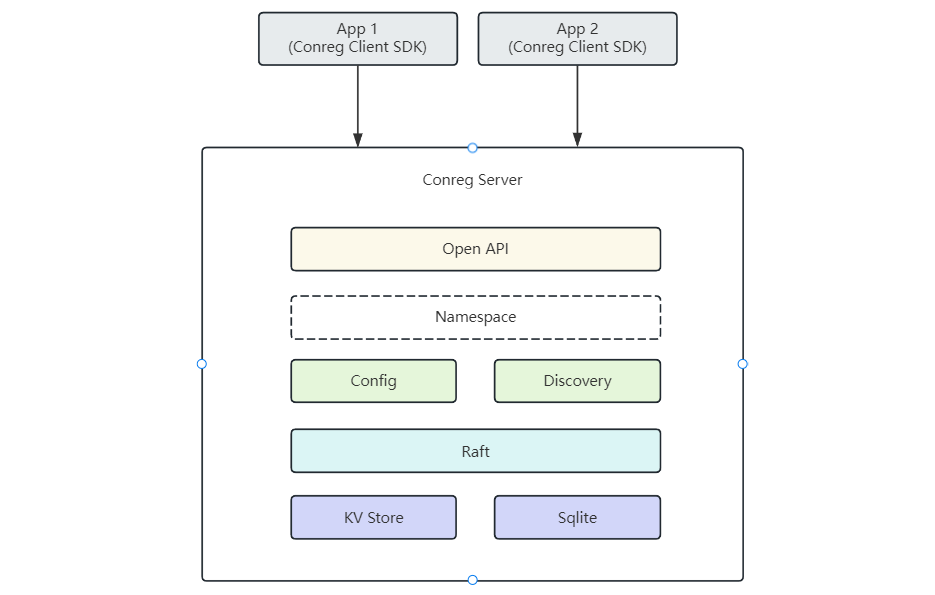 App 1
(Conreg Client SDK)
App 2
(Conreg Client SDK)
Conreg Server
Open API
Namespace
Config
Discovery
Raft
KV Store
Sqlite